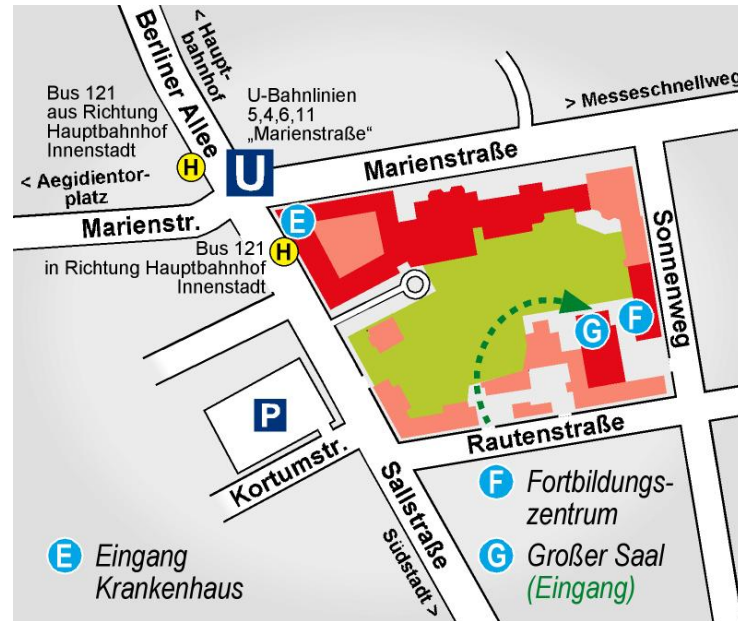 Berliner Allee
< Haupt-
bahnhof
Bus 121
aus Richtung
Hauptbahnhof
Innenstadt
U-Bahnlinien
5,4,6,11
„Marienstraße“
> Messeschnellweg
H
U
Marienstraße
< Aegidientor-
platz
Marienstr.
E
Bus 121
in Richtung Hauptbahnhof
Innenstadt
H
Sonnenweg
G
F
P
Kortumstr.
Rautenstraße
Sallstraße
Südstadt >
E Eingang
Krankenhaus
F Fortbildungs-
zentrum
G Großer Saal
(Eingang)